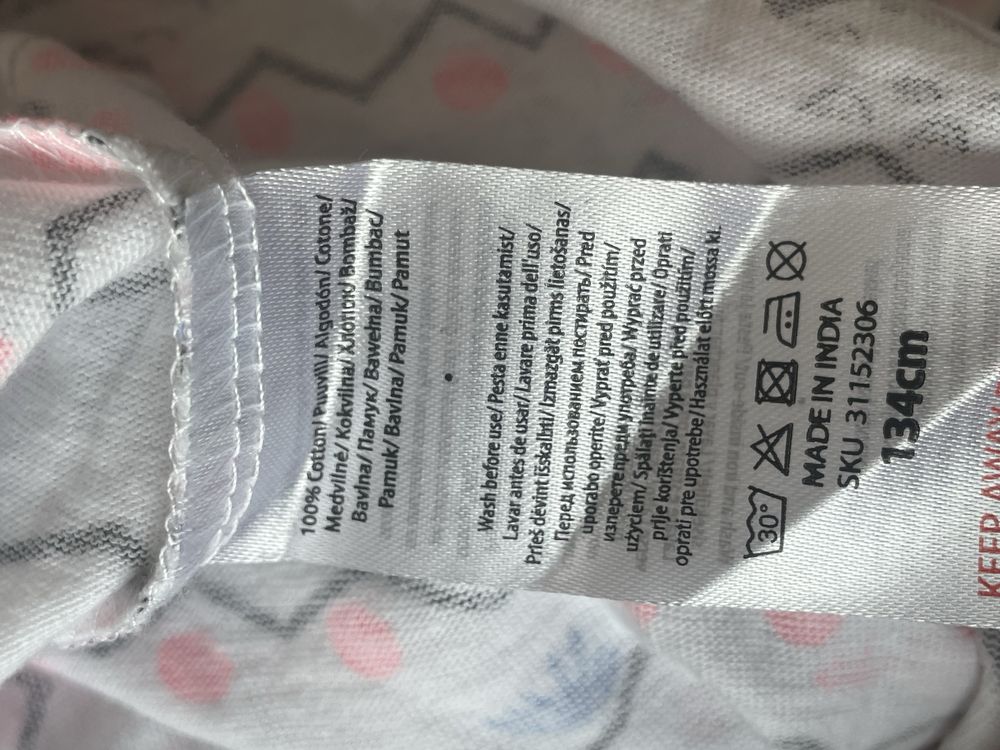 100% Cotton/ Puuvill/ Algodón/ Cotone/
Medvilnė/ Kokvilna/ Хлопок/ Bombaž/
Bavlna/ Памук/ Bawełna/ Bumbac/
Pamuk/ Bavlna/ Pamuk/ Pamut
Wash before use/ Pesta enne kasutamist/
Lavar antes de usar/ Lavare prima dell'uso/
Prieš dėvint išskalbti/ Izmazgāt pirms lietošanas/
Перед использованием постирать/ Pred
uporabo operite/ Vyprat před použitím/
изперете преди употреба/ Wyprać przed
użyciem/ Spălați înainte de utilizare/ Oprati
prije korištenja/ Vyperte před použitím/
oprati pre upotrebe/ Használat előtt mossa ki.
30°
MADE IN INDIA
SKU 31152306
134cm
KEEP AWAY